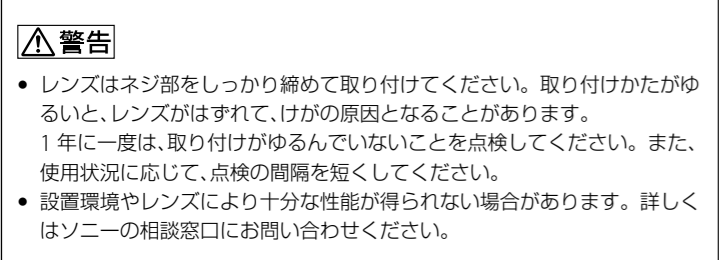 ⚠警告
• レンズはネジ部をしっかり締めて取り付けてください。取り付けかたがゆ
るいと、レンズがはずれて、けがの原因となることがあります。
1 年に一度は、取り付けがゆるんでいないことを点検してください。また、
使用状況に応じて、点検の間隔を短くしてください。
• 設置環境やレンズにより十分な性能が得られない場合があります。詳しく
はソニーの相談窓口にお問い合わせください。